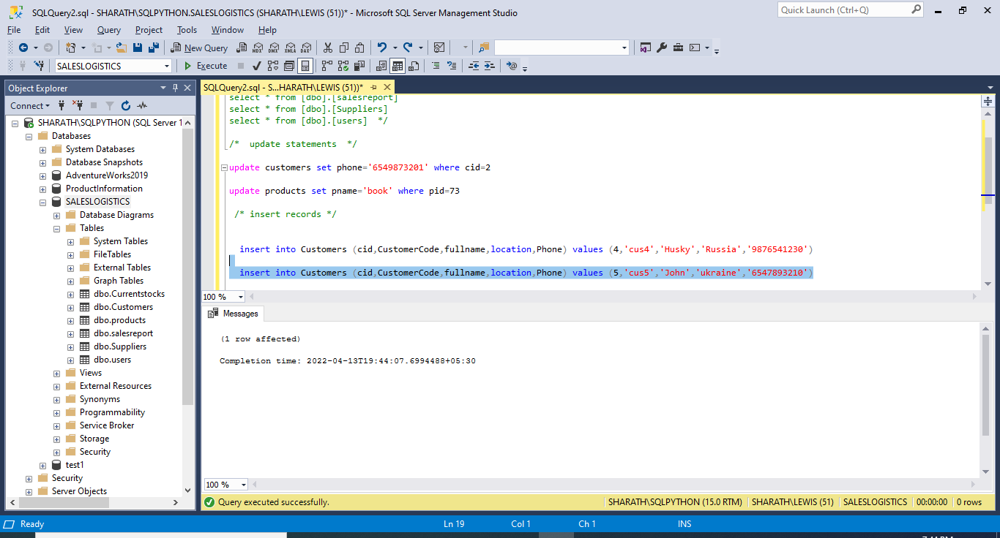 SQLQuery2.sql - SHARATH\SQLPYTHON.SALESLOGISTICS (SHARATH\LEWIS (51))* - Microsoft SQL Server Management Studio
Quick Launch (Ctrl+Q)
File Edit View Query Project Tools Window Help
New Query MDX DMX XMLA DAX
SALESLOGISTICS Execute
Object Explorer
Connect
SHARATH\SQLPYTHON (SQL Server 1
Databases
System Databases
Database Snapshots
AdventureWorks2019
ProductInformation
SALESLOGISTICS
Database Diagrams
Tables
System Tables
FileTables
External Tables
Graph Tables
dbo.Currentstocks
dbo.Customers
dbo.products
dbo.salesreport
dbo.Suppliers
dbo.users
Views
External Resources
Synonyms
Programmability
Service Broker
Storage
Security
test1
Security
Server Objects
SQLQuery2.sql - S...HARATH\LEWIS (51))*
select * from [dbo].[salesreport]
select * from [dbo].[Suppliers]
select * from [dbo].[users]  */
/*  update statements  */
update customers set phone='6549873201' where cid=2
update products set pname='book' where pid=73
/* insert records */
insert into Customers (cid,CustomerCode,fullname,location,Phone) values (4,'cus4','Husky','Russia','9876541230')
insert into Customers (cid,CustomerCode,fullname,location,Phone) values (5,'cus5','John','ukraine','6547893210')
100 %
Messages
(1 row affected)
Completion time: 2022-04-13T19:44:07.6994488+05:30
100 %
Query executed successfully. SHARATH\SQLPYTHON (15.0 RTM) SHARATH\LEWIS (51) SALESLOGISTICS 00:00:00 0 rows
Ready Ln 19 Col 1 Ch 1 INS